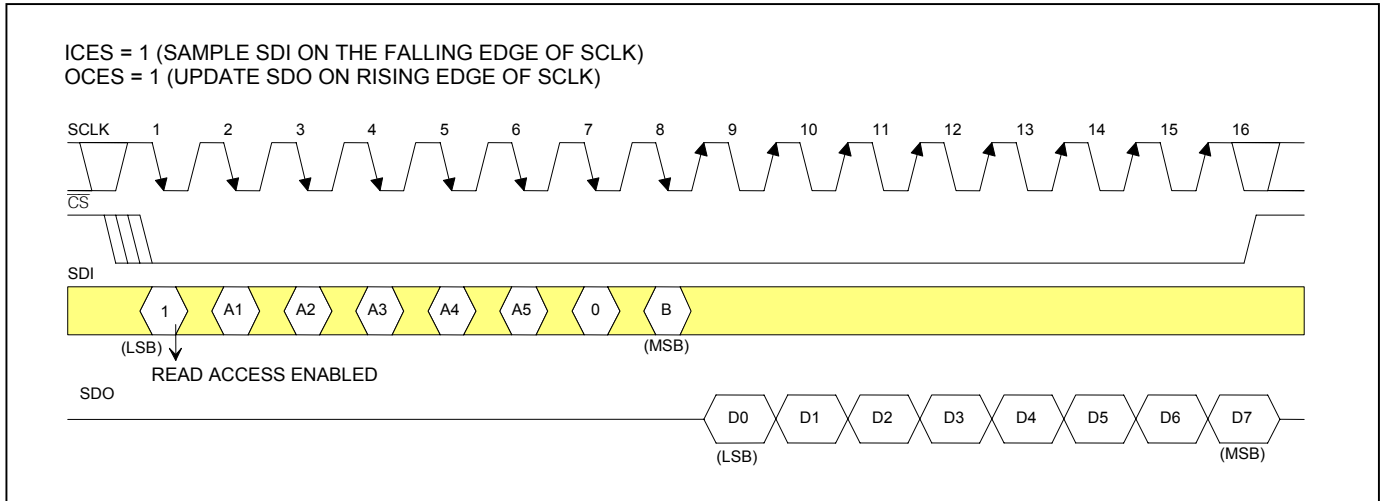 ICES = 1 (SAMPLE SDI ON THE FALLING EDGE OF SCLK)
OCES = 1 (UPDATE SDO ON RISING EDGE OF SCLK)
SCLK 1 2 3 4 5 6 7 8 9 10 11 12 13 14 15 16
CS
SDI
1 A1 A2 A3 A4 A5 0 B
(LSB) (MSB)
READ ACCESS ENABLED
SDO
D0 D1 D2 D3 D4 D5 D6 D7
(LSB) (MSB)